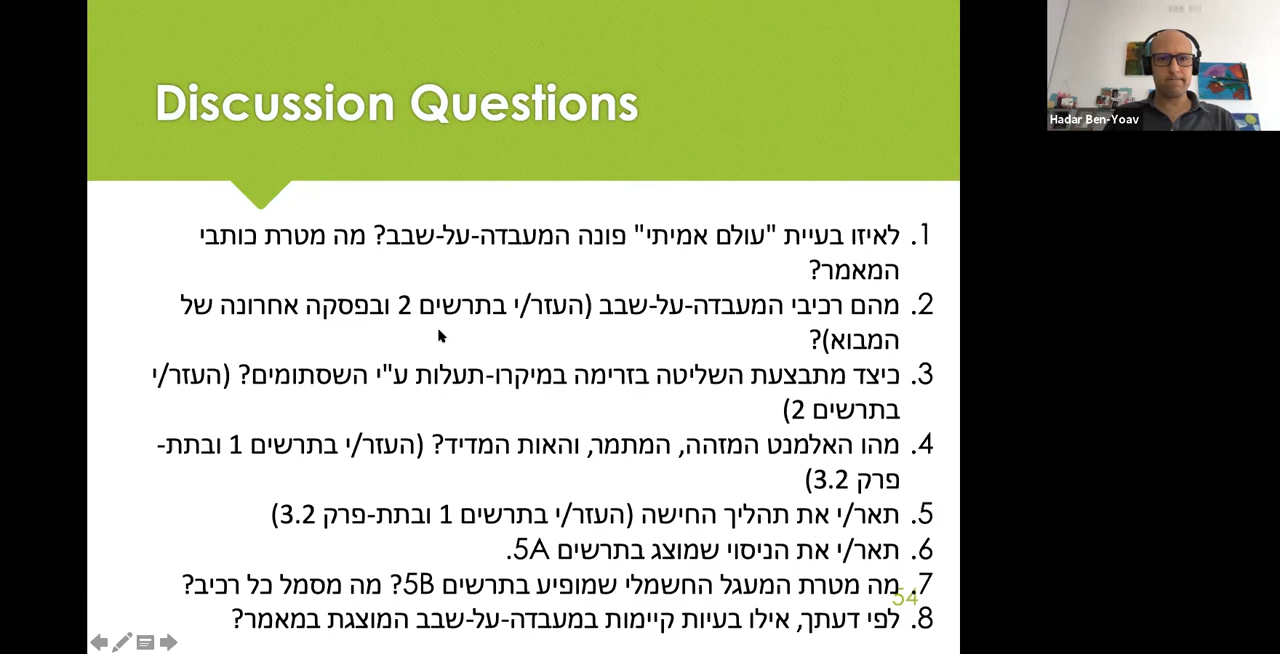 Discussion Questions
1. לאיזו בעיית "עולם אמיתי" פונה המעבדה-על-שבב? מה מטרת כותבי
המאמר?
2. מהם רכיבי המעבדה-על-שבב (העזר/י בתרשים 2 ובפסקה אחרונה של
המבוא)?
3. כיצד מתבצעת השליטה בזרימה במיקרו-תעלות ע"י השסתומים? (העזר/י
בתרשים 2)
4. מהו האלמנט המזהה, המתמר, והאות המדיד? (העזר/י בתרשים 1 ובתת-
פרק 3.2)
5. תאר/י את תהליך החישה (העזר/י בתרשים 1 ובתת-פרק 3.2)
6. תאר/י את הניסוי שמוצג בתרשים 5A.
7. מה מטרת המעגל החשמלי שמופיע בתרשים 5B? מה מסמל כל רכיב?
8. לפי דעתך, אילו בעיות קיימות במעבדה-על-שבב המוצגת במאמר?
54
Hadar Ben-Yoav